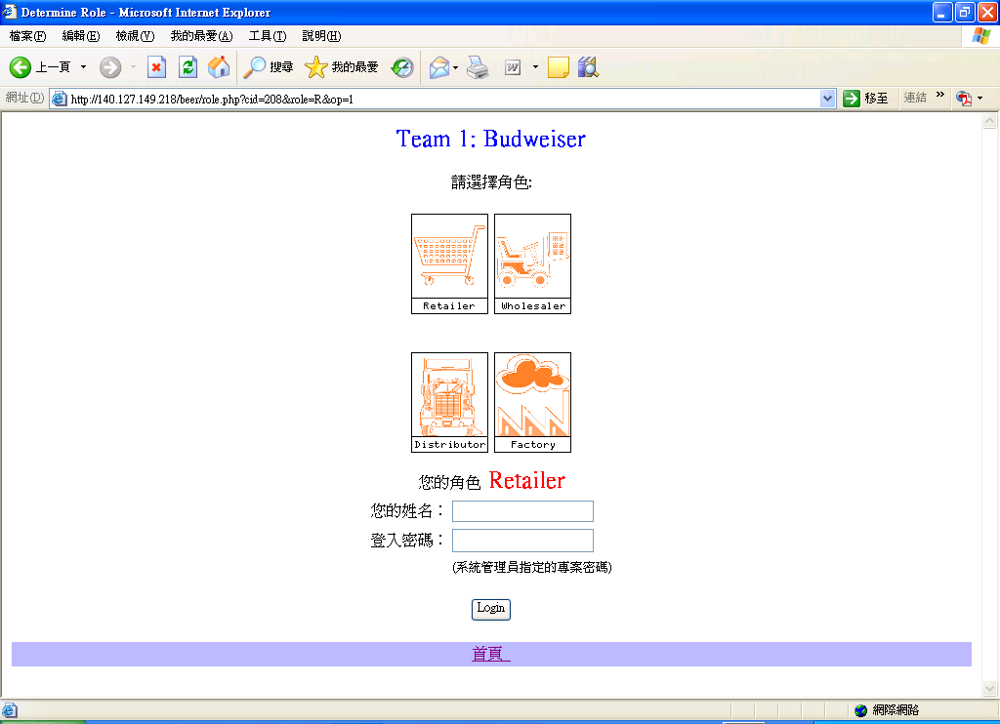 Determine Role - Microsoft Internet Explorer
檔案(F) 編輯(E) 檢視(V) 我的最愛(A) 工具(T) 說明(H)
上一頁 搜尋 我的最愛
網址(D) http://140.127.149.218/beer/role.php?cid=208&role=R&op=1 移至 連結 »
Team 1: Budweiser
請選擇角色:
Retailer Wholesaler
Distributor Factory
您的角色 Retailer
您的姓名：
登入密碼：
(系統管理員指定的專案密碼)
Login
首頁
網際網路